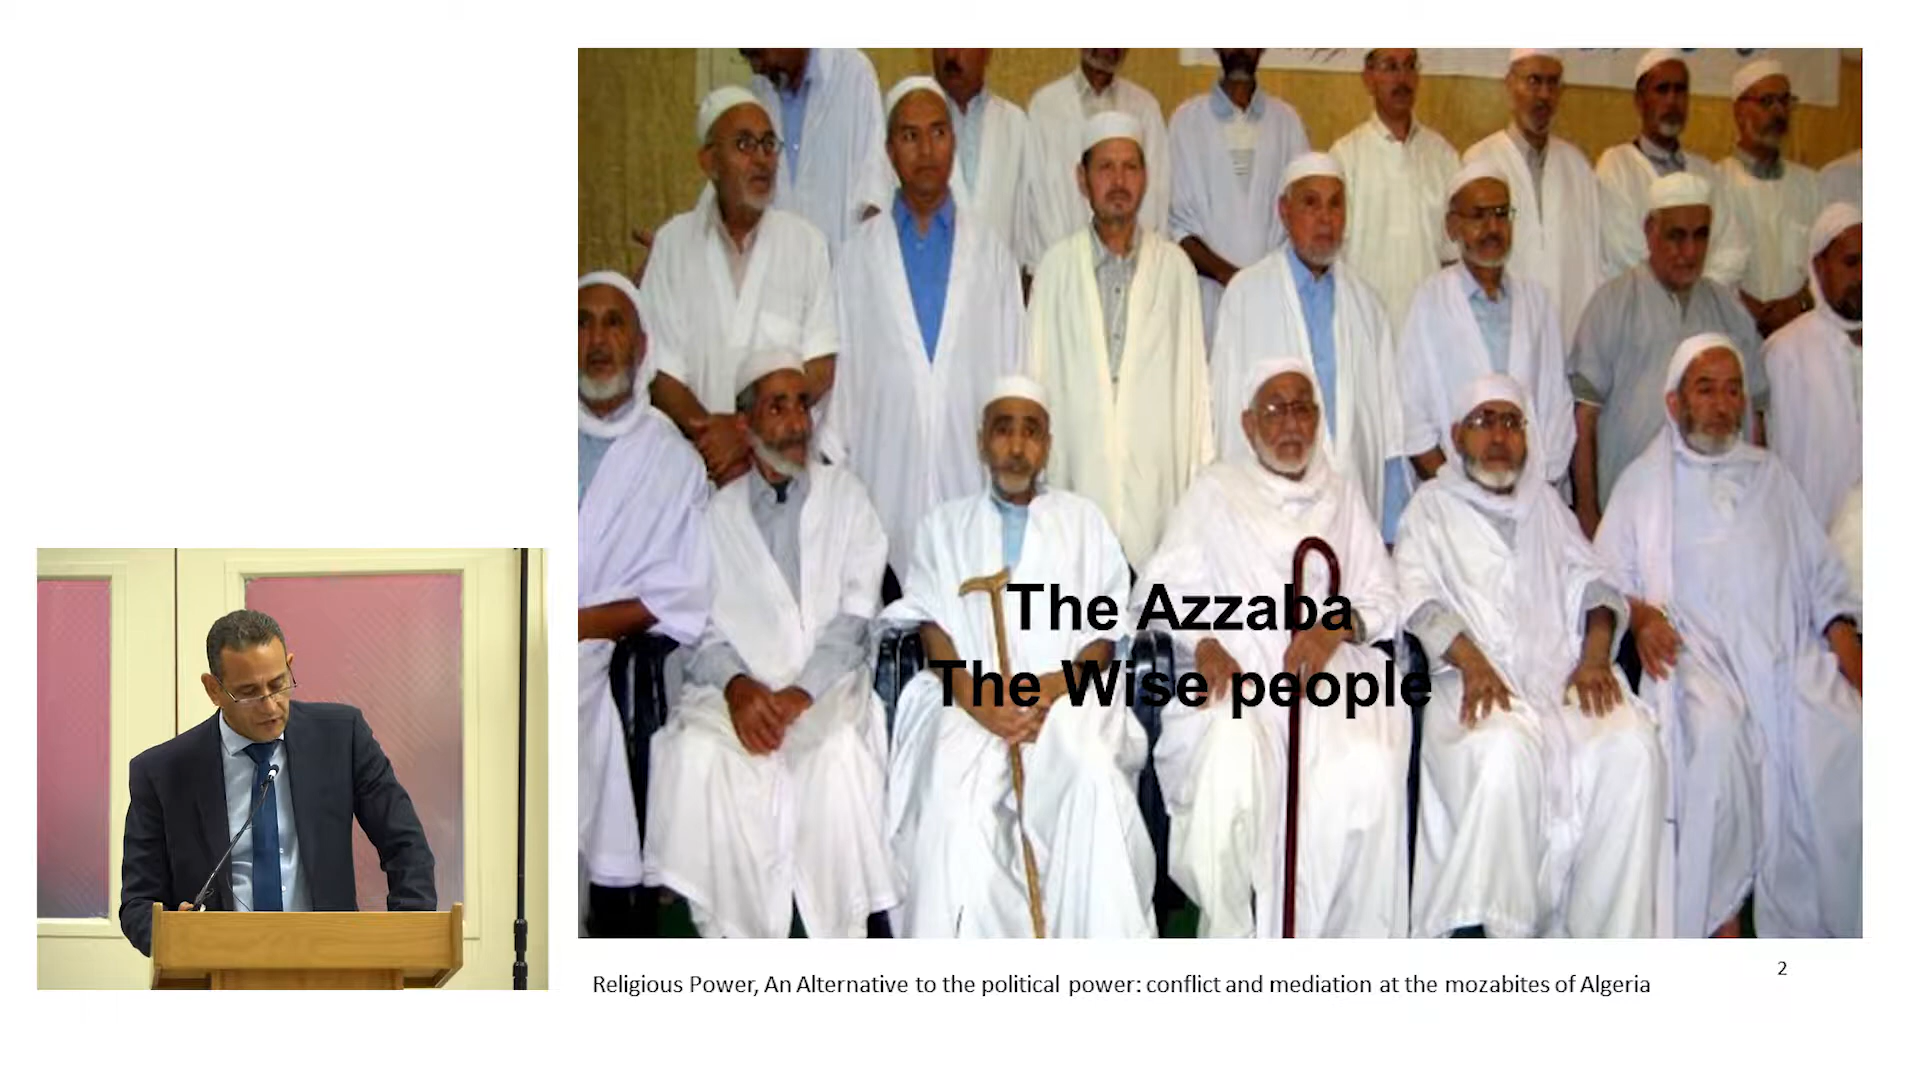 The Azzaba
The Wise people
Religious Power, An Alternative to the political power: conflict and mediation at the mozabites of Algeria
2